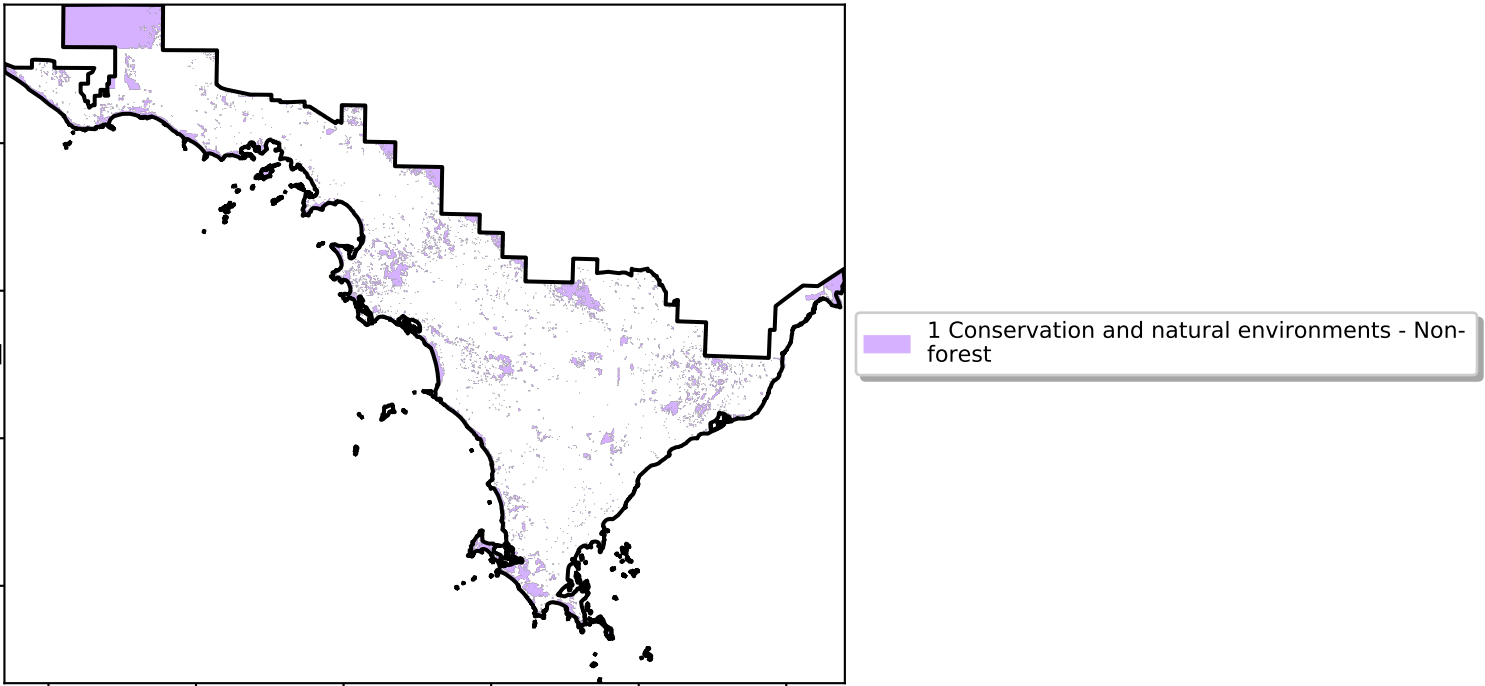 1 Conservation and natural environments - Non-
forest